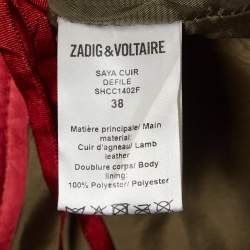 ZADIG & VOLTAIRE
SAYA CUIR
DEFILE
SHCC1402F
38
Matière principale/ Main
material:
Cuir d'agneau/ Lamb
leather
Doublure corps/ Body
lining:
100% Polyester/ Polyester